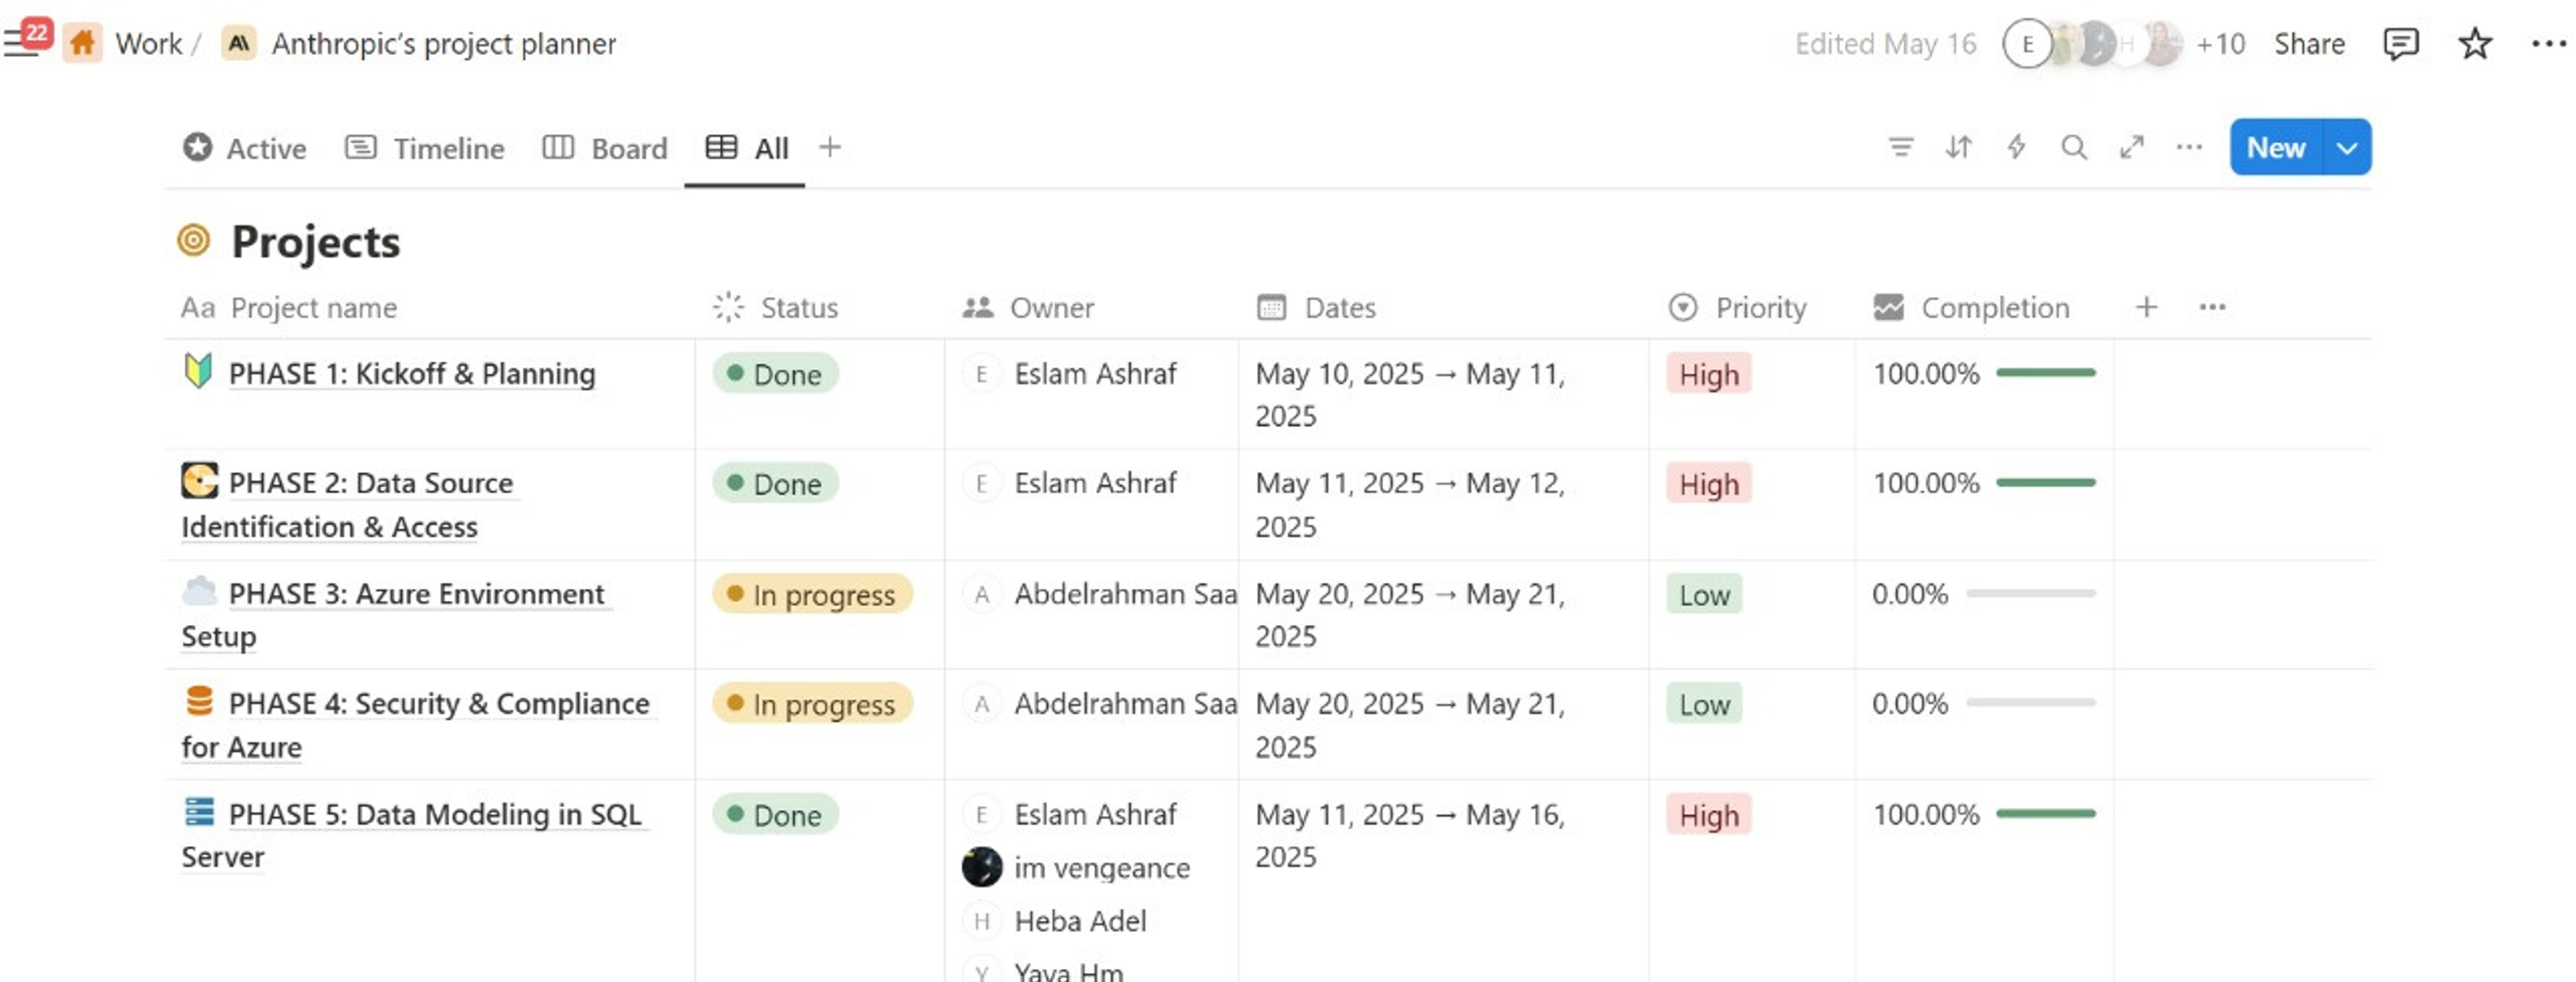 22 Work / Anthropic's project planner Edited May 16 E H +10 Share
Active Timeline Board All New
Projects
Aa Project name Status Owner Dates Priority Completion
PHASE 1: Kickoff & Planning Done E Eslam Ashraf May 10, 2025 → May 11, High 100.00%
2025
PHASE 2: Data Source Done E Eslam Ashraf May 11, 2025 → May 12, High 100.00%
Identification & Access 2025
PHASE 3: Azure Environment In progress A Abdelrahman Saa May 20, 2025 → May 21, Low 0.00%
Setup 2025
PHASE 4: Security & Compliance In progress A Abdelrahman Saa May 20, 2025 → May 21, Low 0.00%
for Azure 2025
PHASE 5: Data Modeling in SQL Done E Eslam Ashraf May 11, 2025 → May 16, High 100.00%
Server 2025
im vengeance
H Heba Adel
Y Yaya Hm